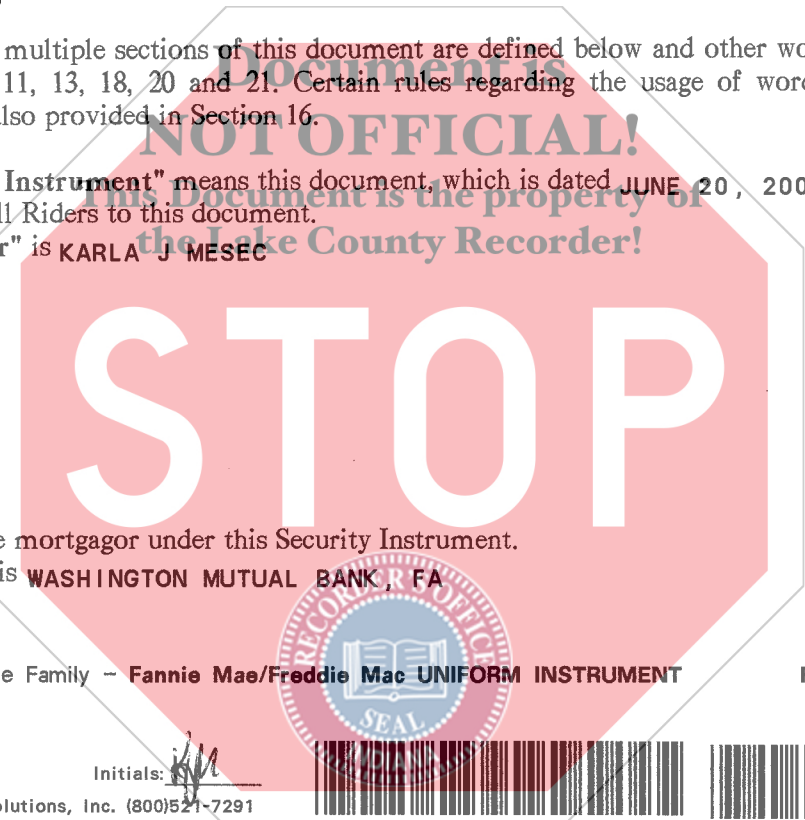 multiple sections of this document are defined below and other wo
11, 13, 18, 20 and 21. Certain rules regarding the usage of word
also provided in Section 16.
Document is
NOT OFFICIAL!
This Document is the property of
the Lake County Recorder!
Instrument" means this document, which is dated JUNE 20, 200
ll Riders to this document.
r" is KARLA J MESEC
STOP
e mortgagor under this Security Instrument.
is WASHINGTON MUTUAL BANK, FA
RECORDER'S OFFICE
SEAL
INDIANA
e Family - Fannie Mae/Freddie Mac UNIFORM INSTRUMENT
Initials: KJM
olutions, Inc. (800)521-7291